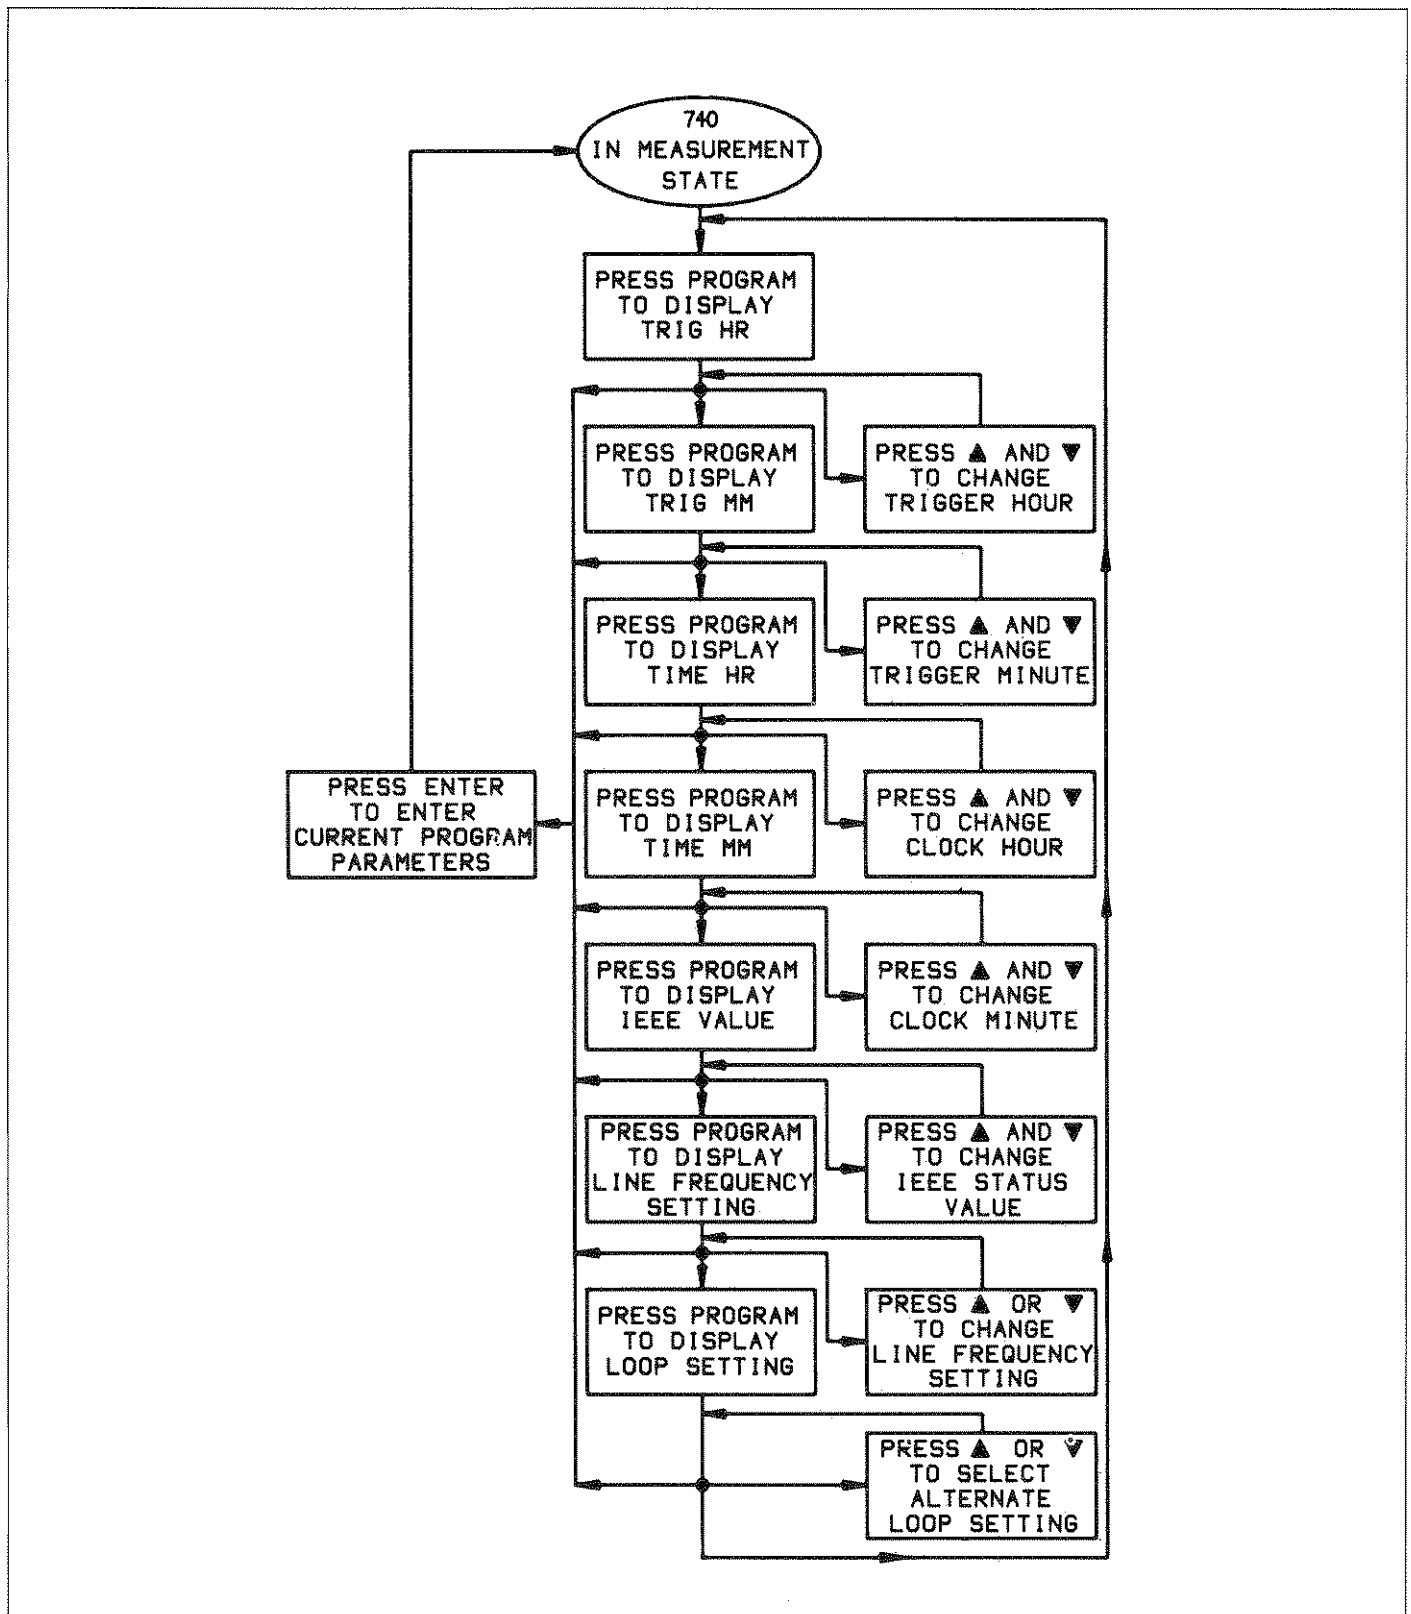 740
IN MEASUREMENT
STATE
PRESS PROGRAM
TO DISPLAY
TRIG HR
PRESS PROGRAM
TO DISPLAY
TRIG MM
PRESS ▲ AND ▼
TO CHANGE
TRIGGER HOUR
PRESS PROGRAM
TO DISPLAY
TIME HR
PRESS ▲ AND ▼
TO CHANGE
TRIGGER MINUTE
PRESS ENTER
TO ENTER
CURRENT PROGRAM
PARAMETERS
PRESS PROGRAM
TO DISPLAY
TIME MM
PRESS ▲ AND ▼
TO CHANGE
CLOCK HOUR
PRESS PROGRAM
TO DISPLAY
IEEE VALUE
PRESS ▲ AND ▼
TO CHANGE
CLOCK MINUTE
PRESS PROGRAM
TO DISPLAY
LINE FREQUENCY
SETTING
PRESS ▲ AND ▼
TO CHANGE
IEEE STATUS
VALUE
PRESS PROGRAM
TO DISPLAY
LOOP SETTING
PRESS ▲ OR ▼
TO CHANGE
LINE FREQUENCY
SETTING
PRESS ▲ OR ▼
TO SELECT
ALTERNATE
LOOP SETTING